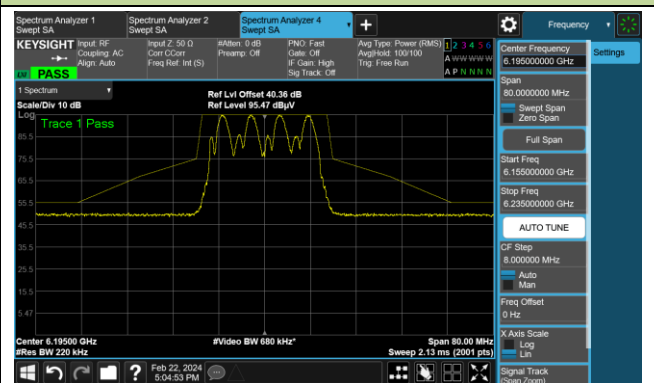 Spectrum Analyzer 1
Swept SA
Spectrum Analyzer 2
Swept SA
Spectrum Analyzer 4
Swept SA
Frequency
KEYSIGHT
Input: RF
Coupling: AC
Align: Auto
Input Z: 50 Ω
Corr CCorr
Freq Ref: Int (S)
#Atten: 0 dB
Preamp: Off
PNO: Fast
Gate: Off
IF Gain: High
Sig Track: Off
Avg Type: Power (RMS)
Avg|Hold: 100/100
Trig: Free Run
1 2 3 4 5 6
A W W W W W
A P N N N N
LXI
PASS
1 Spectrum
Scale/Div 10 dB
Ref Lvl Offset 40.36 dB
Ref Level 95.47 dBµV
Log
Trace 1 Pass
85.5
75.5
65.5
55.5
45.5
35.5
25.5
15.5
5.47
Center 6.19500 GHz
#Res BW 220 kHz
#Video BW 680 kHz*
Span 80.00 MHz
Sweep 2.13 ms (2001 pts)
Feb 22, 2024
5:04:53 PM
Center Frequency
6.195000000 GHz
Settings
Span
80.0000000 MHz
Swept Span
Zero Span
Full Span
Start Freq
6.155000000 GHz
Stop Freq
6.235000000 GHz
AUTO TUNE
CF Step
8.000000 MHz
Auto
Man
Freq Offset
0 Hz
X Axis Scale
Log
Lin
Signal Track
(Span Zoom)